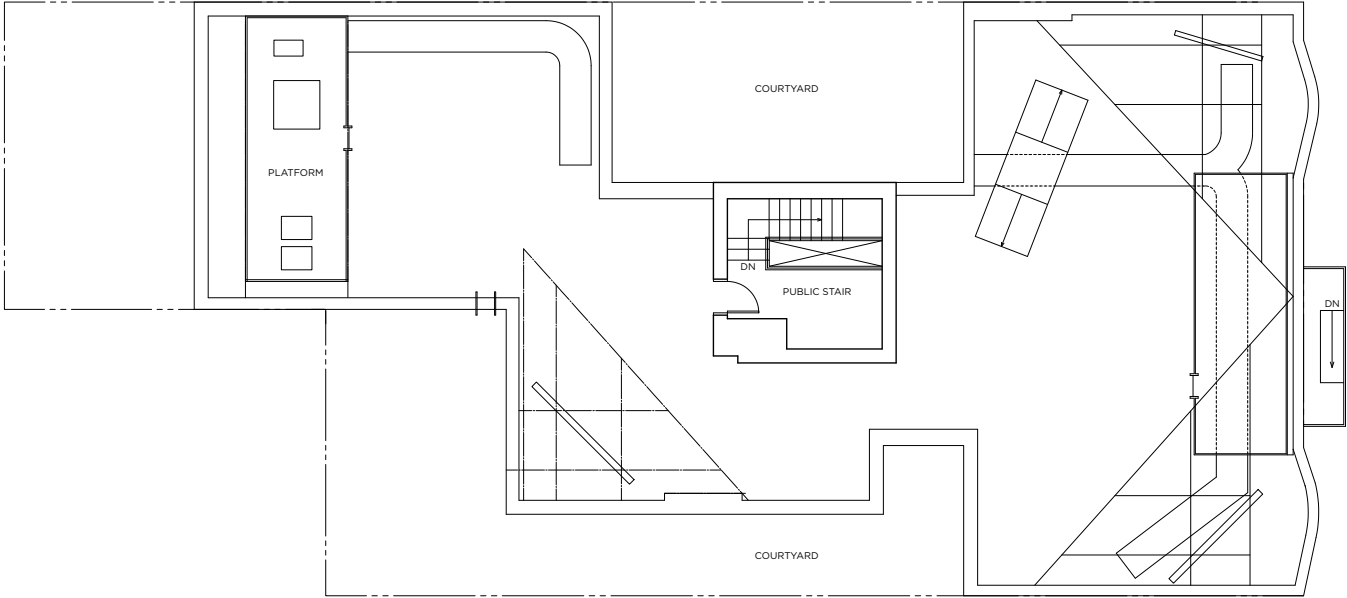 COURTYARD
PLATFORM
DN
PUBLIC STAIR
DN
COURTYARD